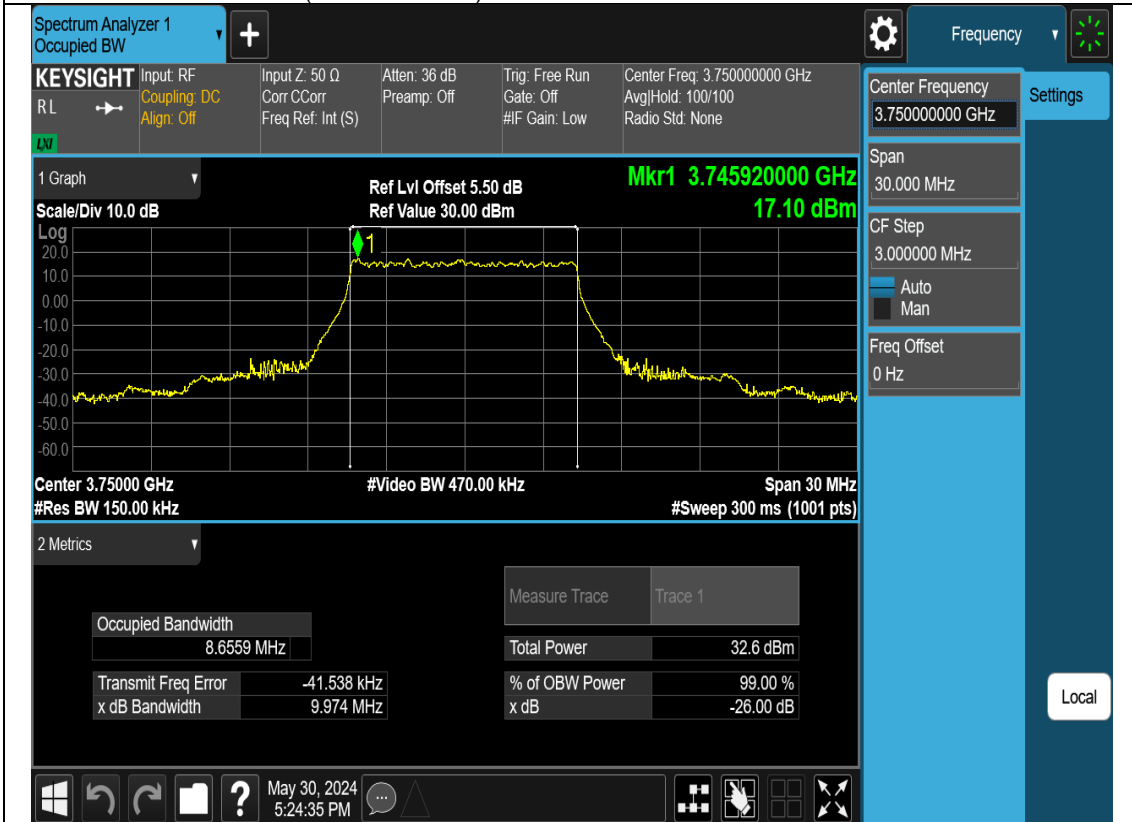 Spectrum Analyzer 1
Occupied BW
+
Frequency
KEYSIGHT
R L
LXI
Input: RF
Coupling: DC
Align: Off
Input Z: 50 Ω
Corr CCorr
Freq Ref: Int (S)
Atten: 36 dB
Preamp: Off
Trig: Free Run
Gate: Off
#IF Gain: Low
Center Freq: 3.750000000 GHz
Avg|Hold: 100/100
Radio Std: None
Center Frequency
3.750000000 GHz
Settings
Span
30.000 MHz
CF Step
3.000000 MHz
Auto
Man
Freq Offset
0 Hz
Local
1 Graph
Scale/Div 10.0 dB
Ref Lvl Offset 5.50 dB
Ref Value 30.00 dBm
Mkr1 3.745920000 GHz
17.10 dBm
Log
1
20.0
10.0
0.00
-10.0
-20.0
-30.0
-40.0
-50.0
-60.0
Center 3.75000 GHz
#Video BW 470.00 kHz
Span 30 MHz
#Res BW 150.00 kHz
#Sweep 300 ms (1001 pts)
2 Metrics
Measure Trace Trace 1
Occupied Bandwidth
8.6559 MHz
Total Power 32.6 dBm
Transmit Freq Error -41.538 kHz
% of OBW Power 99.00 %
x dB Bandwidth 9.974 MHz
x dB -26.00 dB
?
May 30, 2024
5:24:35 PM